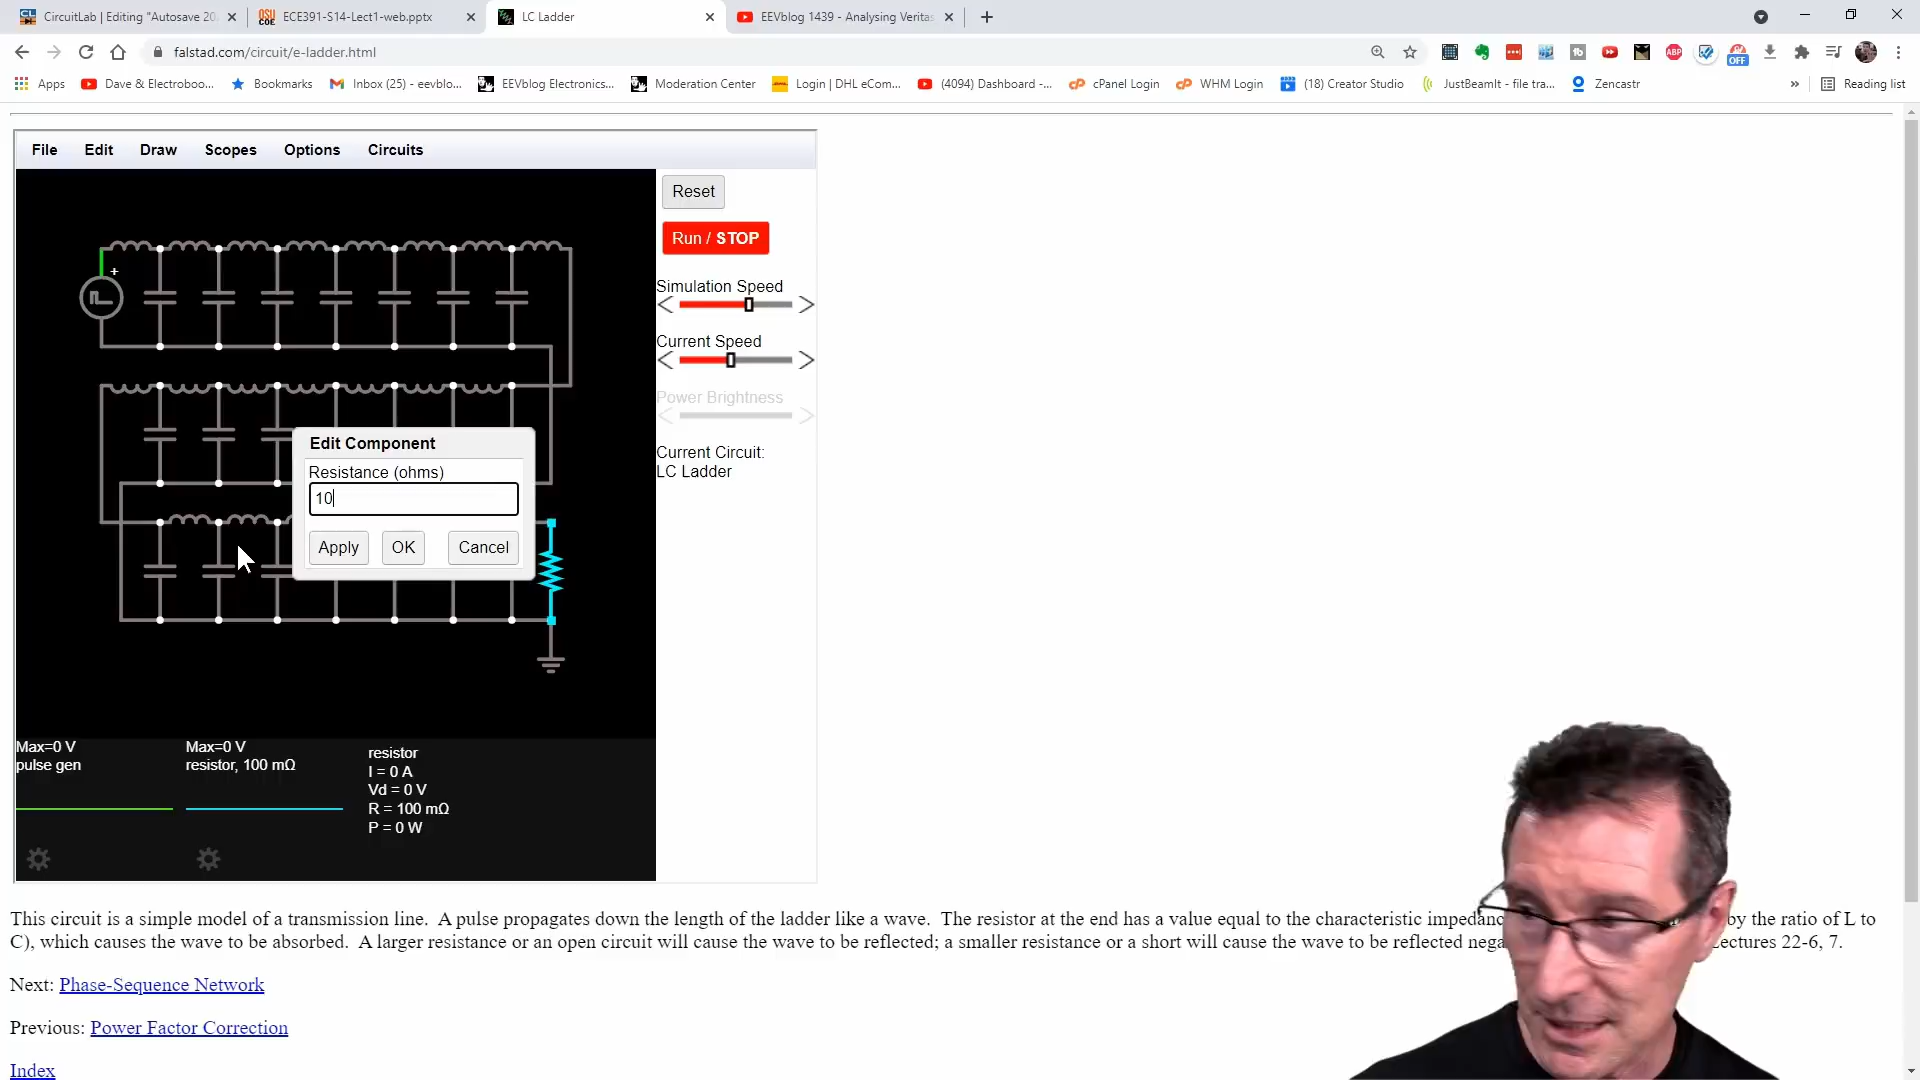 CircuitLab | Editing "Autosave 20
ECE391-S14-Lect1-web.pptx
LC Ladder
EEVblog 1439 - Analysing Veritas
falstad.com/circuit/e-ladder.html
ABP
OFF
Apps
Dave & Electroboo...
Bookmarks
Inbox (25) - eevblo...
EEVblog Electronics...
Moderation Center
Login | DHL eCom...
(4094) Dashboard -...
cPanel Login
WHM Login
(18) Creator Studio
JustBeamIt - file tra...
Zencastr
»
Reading list
File
Edit
Draw
Scopes
Options
Circuits
Reset
Run / STOP
Simulation Speed
Current Speed
Power Brightness
Current Circuit:
LC Ladder
+
Edit Component
Resistance (ohms)
10
Apply
OK
Cancel
Max=0 V
pulse gen
Max=0 V
resistor, 100 mΩ
resistor
I = 0 A
Vd = 0 V
R = 100 mΩ
P = 0 W
This circuit is a simple model of a transmission line. A pulse propagates down the length of the ladder like a wave. The resistor at the end has a value equal to the characteristic by the ratio of L to
C), which causes the wave to be absorbed. A larger resistance or an open circuit will cause the wave to be reflected; a smaller resistance or a short will cause the wave to be reflected Lectures 22-6, 7.
Next: Phase-Sequence Network
Previous: Power Factor Correction
Index